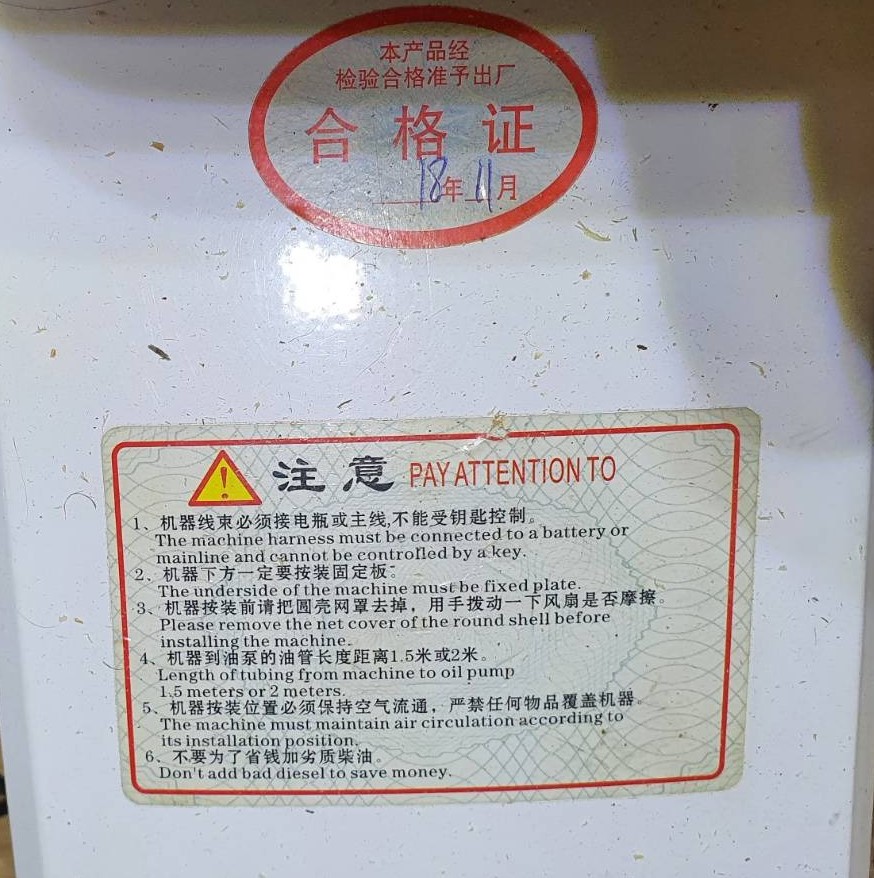 本产品经
检验合格准予出厂
合格证
18年11月
注意 PAY ATTENTION TO
1、机器线束必须接电瓶或主线,不能受钥匙控制。
The machine harness must be connected to a battery or
mainline and cannot be controlled by a key.
2、机器下方一定要按装固定板。
The underside of the machine must be fixed plate.
3、机器按装前请把圆壳网罩去掉，用手拨动一下风扇是否摩擦。
Please remove the net cover of the round shell before
installing the machine.
4、机器到油泵的油管长度距离1.5米或2米。
Length of tubing from machine to oil pump
1.5 meters or 2 meters.
5、机器按装位置必须保持空气流通，严禁任何物品覆盖机器。
The machine must maintain air circulation according to
its installation position.
6、不要为了省钱加劣质柴油。
Don't add bad diesel to save money.